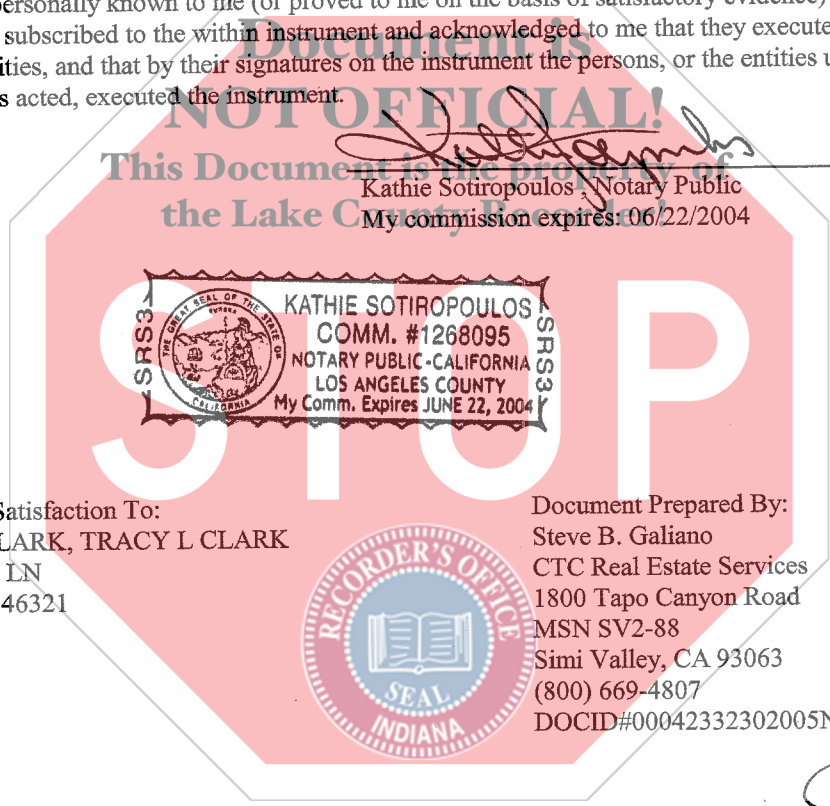 personally known to me (or proved to me on the basis of satisfactory evidence)
subscribed to the within instrument and acknowledged to me that they execute
ities, and that by their signatures on the instrument the persons, or the entities u
s acted, executed the instrument.
Document is
NOT OFFICIAL!
This Document is the property of
the Lake County Recorder!
Kathie Sotiropoulos , Notary Public
My commission expires: 06/22/2004
SRS3
THE GREAT SEAL OF THE STATE OF CALIFORNIA
EUREKA
KATHIE SOTIROPOULOS
COMM. #1268095
NOTARY PUBLIC-CALIFORNIA
LOS ANGELES COUNTY
My Comm. Expires JUNE 22, 2004
SRS3
STOP
Satisfaction To:
LARK, TRACY L CLARK
LN
46321
Document Prepared By:
Steve B. Galiano
CTC Real Estate Services
1800 Tapo Canyon Road
MSN SV2-88
Simi Valley, CA 93063
(800) 669-4807
DOCID#00042332302005N
RECORDER'S OFFICE
SEAL
INDIANA